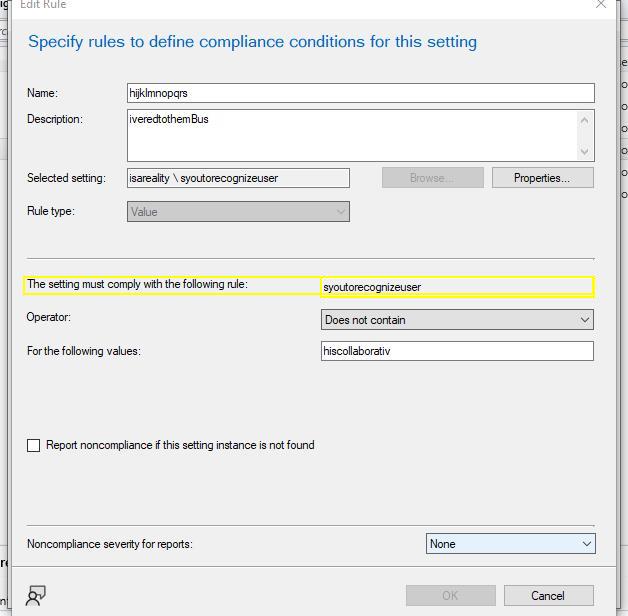 Edit Rule
Specify rules to define compliance conditions for this setting
Name: hijklmnopqrs
Description: iveredtothemBus
Selected setting: isareality \ syoutorecognizeuser Browse... Properties...
Rule type: Value
The setting must comply with the following rule: syoutorecognizeuser
Operator: Does not contain
For the following values: hiscollaborativ
Report noncompliance if this setting instance is not found
Noncompliance severity for reports: None
OK Cancel